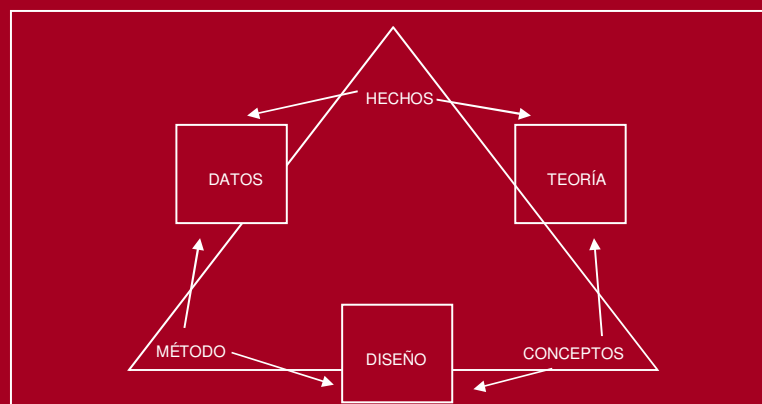 HECHOS
DATOS
TEORÍA
MÉTODO
DISEÑO
CONCEPTOS